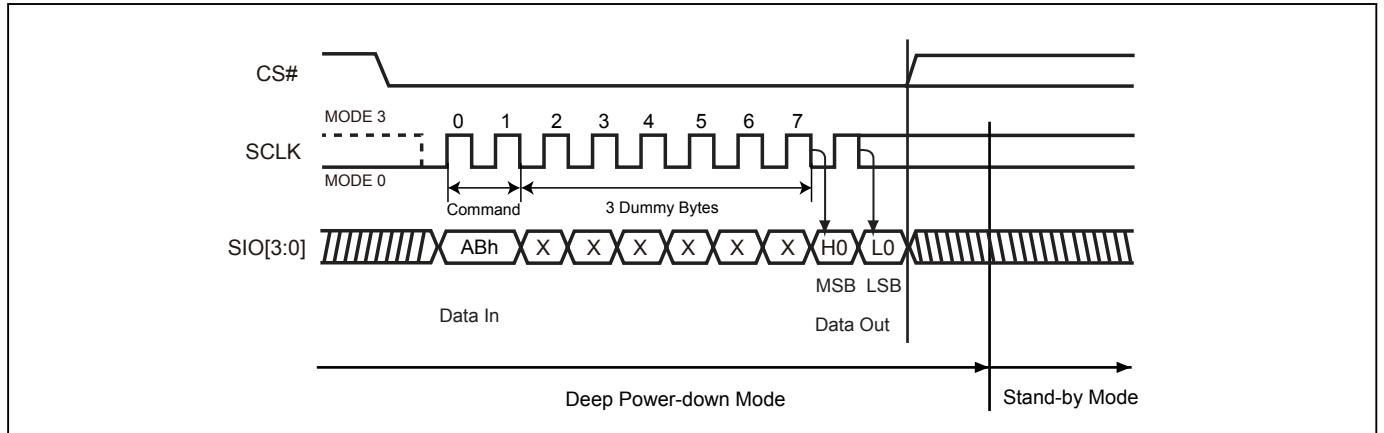 CS#
MODE 3
0 1 2 3 4 5 6 7
SCLK
MODE 0
Command
3 Dummy Bytes
SIO[3:0]
ABh X X X X X X H0 L0
MSB LSB
Data In
Data Out
Deep Power-down Mode
Stand-by Mode